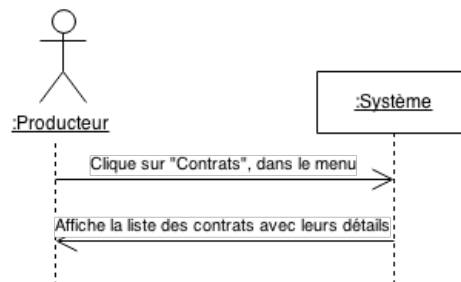 :Producteur
:Système
Clique sur "Contrats", dans le menu
Affiche la liste des contrats avec leurs détails